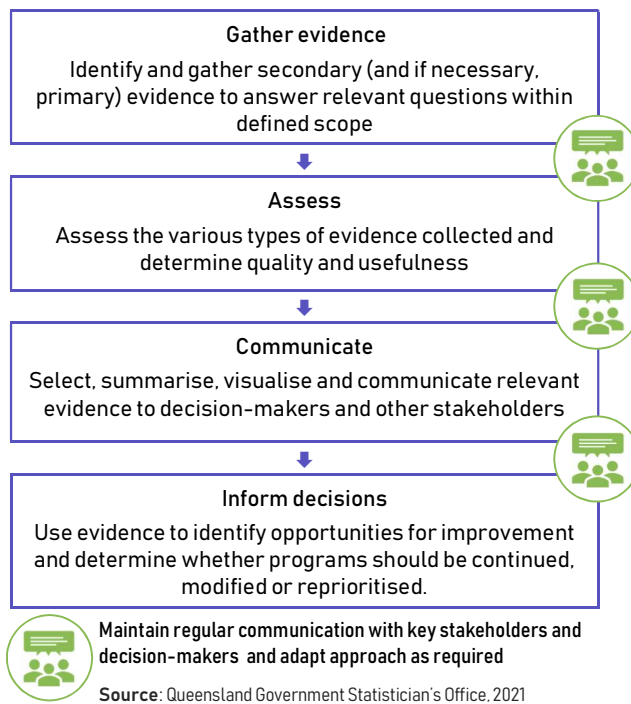 Gather evidence
Identify and gather secondary (and if necessary,
primary) evidence to answer relevant questions within
defined scope
Assess
Assess the various types of evidence collected and
determine quality and usefulness
Communicate
Select, summarise, visualise and communicate relevant
evidence to decision-makers and other stakeholders
Inform decisions
Use evidence to identify opportunities for improvement
and determine whether programs should be continued,
modified or reprioritised.
Maintain regular communication with key stakeholders and
decision-makers and adapt approach as required
Source: Queensland Government Statistician's Office, 2021